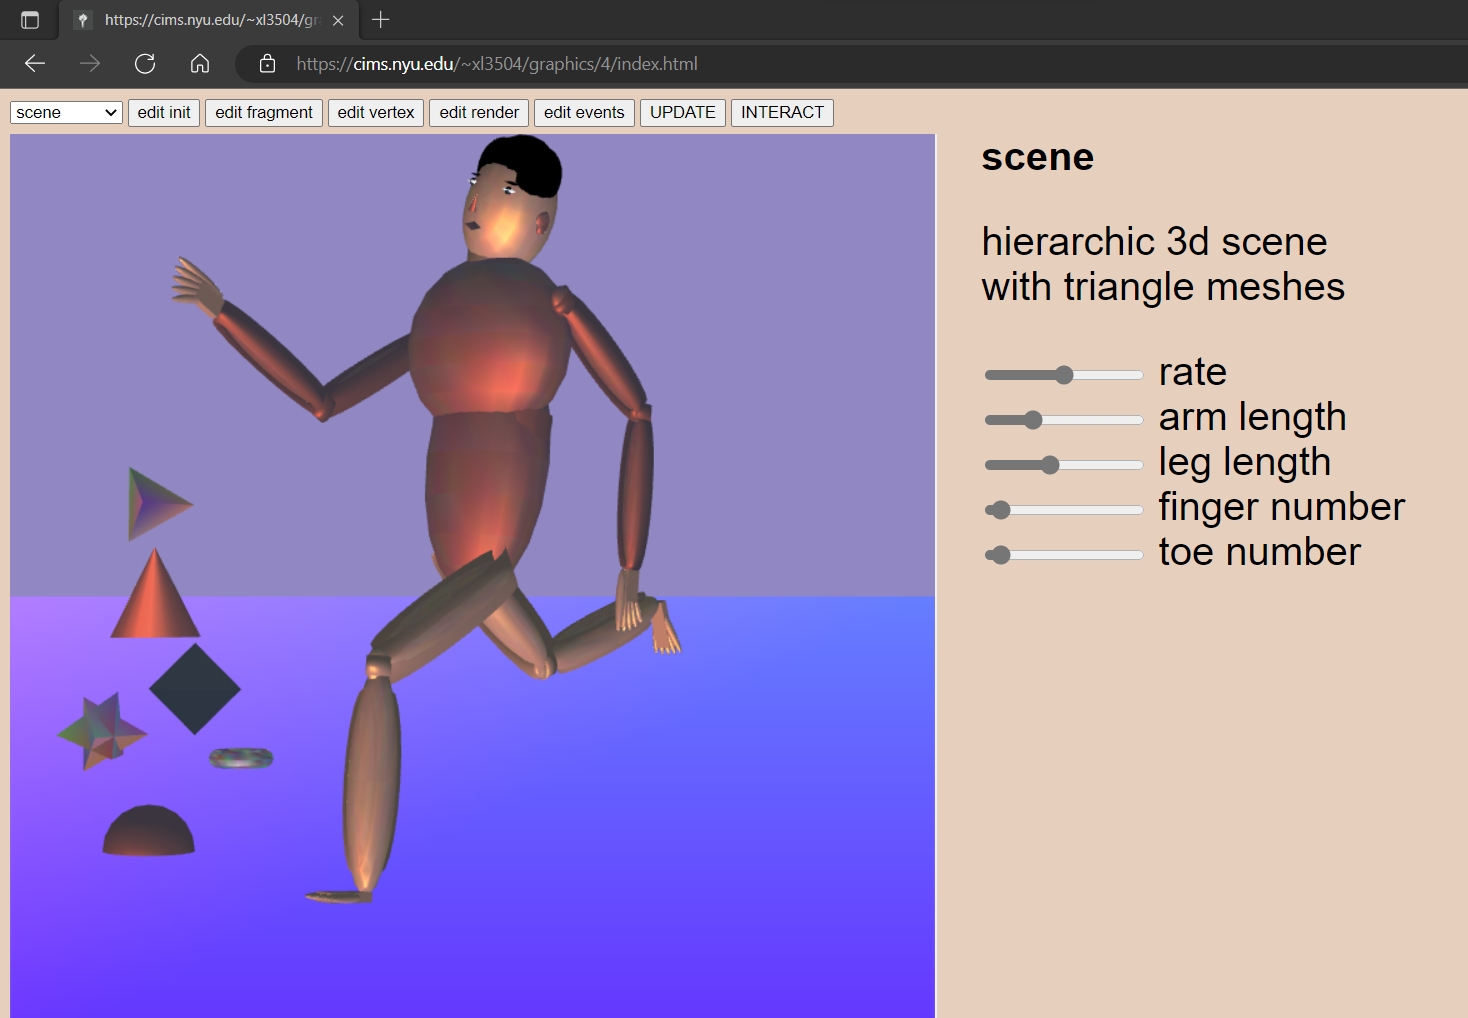 https://cims.nyu.edu/~xl3504/gr
https://cims.nyu.edu/~xl3504/graphics/4/index.html
scene edit init edit fragment edit vertex edit render edit events UPDATE INTERACT
scene
hierarchic 3d scene
with triangle meshes
rate
arm length
leg length
finger number
toe number